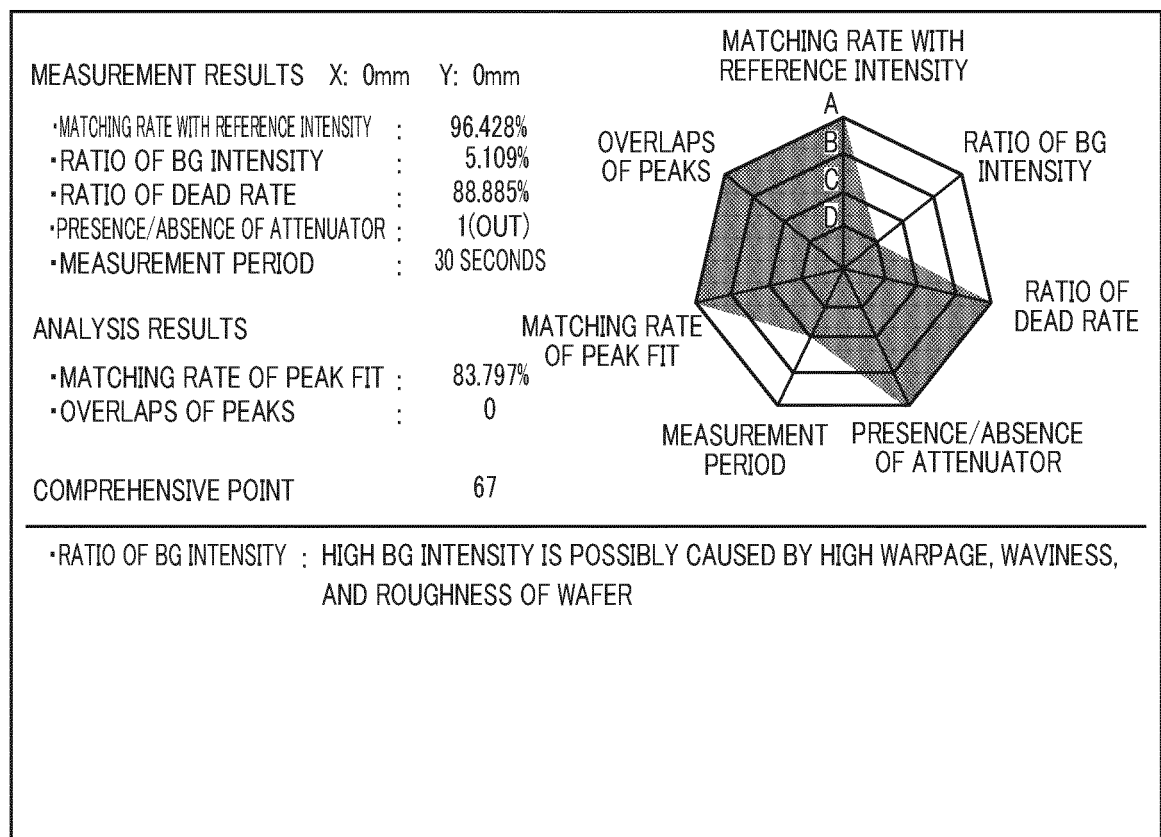 MEASUREMENT RESULTS X: 0mm Y: 0mm
・MATCHING RATE WITH REFERENCE INTENSITY : 96.428%
・RATIO OF BG INTENSITY : 5.109%
・RATIO OF DEAD RATE : 88.885%
・PRESENCE/ABSENCE OF ATTENUATOR : 1(OUT)
・MEASUREMENT PERIOD : 30 SECONDS
ANALYSIS RESULTS
・MATCHING RATE OF PEAK FIT : 83.797%
・OVERLAPS OF PEAKS : 0
COMPREHENSIVE POINT 67
MATCHING RATE WITH
REFERENCE INTENSITY
A
B
C
D
OVERLAPS
OF PEAKS
RATIO OF BG
INTENSITY
RATIO OF
DEAD RATE
MATCHING RATE
OF PEAK FIT
MEASUREMENT
PERIOD
PRESENCE/ABSENCE
OF ATTENUATOR
・RATIO OF BG INTENSITY : HIGH BG INTENSITY IS POSSIBLY CAUSED BY HIGH WARPAGE, WAVINESS,
AND ROUGHNESS OF WAFER